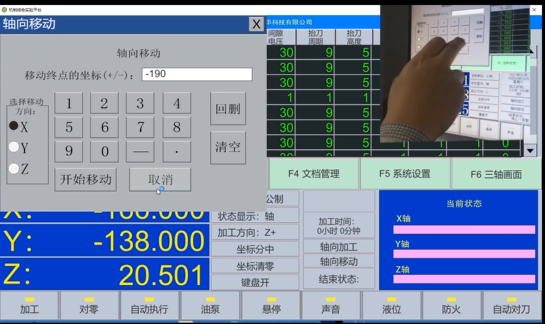 轴向移动 X
轴向移动
移动终点的坐标(+/-): -190
选择移动
方向:
X
Y
Z
1 2 3 4
5 6 7 8
9 0 — .
回删
清空
开始移动 取消
丰科技有限公司
间隙
电压
抬刀
周期
抬刀
高度
30 9 5
30 9 5
30 9 5
1 1 1
30 9 5
30 9 5
30 9 5
F4 文档管理 F5 系统设置 F6 三轴画面
Y: -138.000
Z: 20.501
公制
状态显示: 轴
加工方向: Z+
坐标分中
坐标清零
键盘开
加工时间:
0小时 0分钟
轴向加工
轴向移动
结束状态:
当前状态
X轴
Y轴
Z轴
加工 对零 自动执行 油泵 悬停 声音 液位 防火 自动对刀